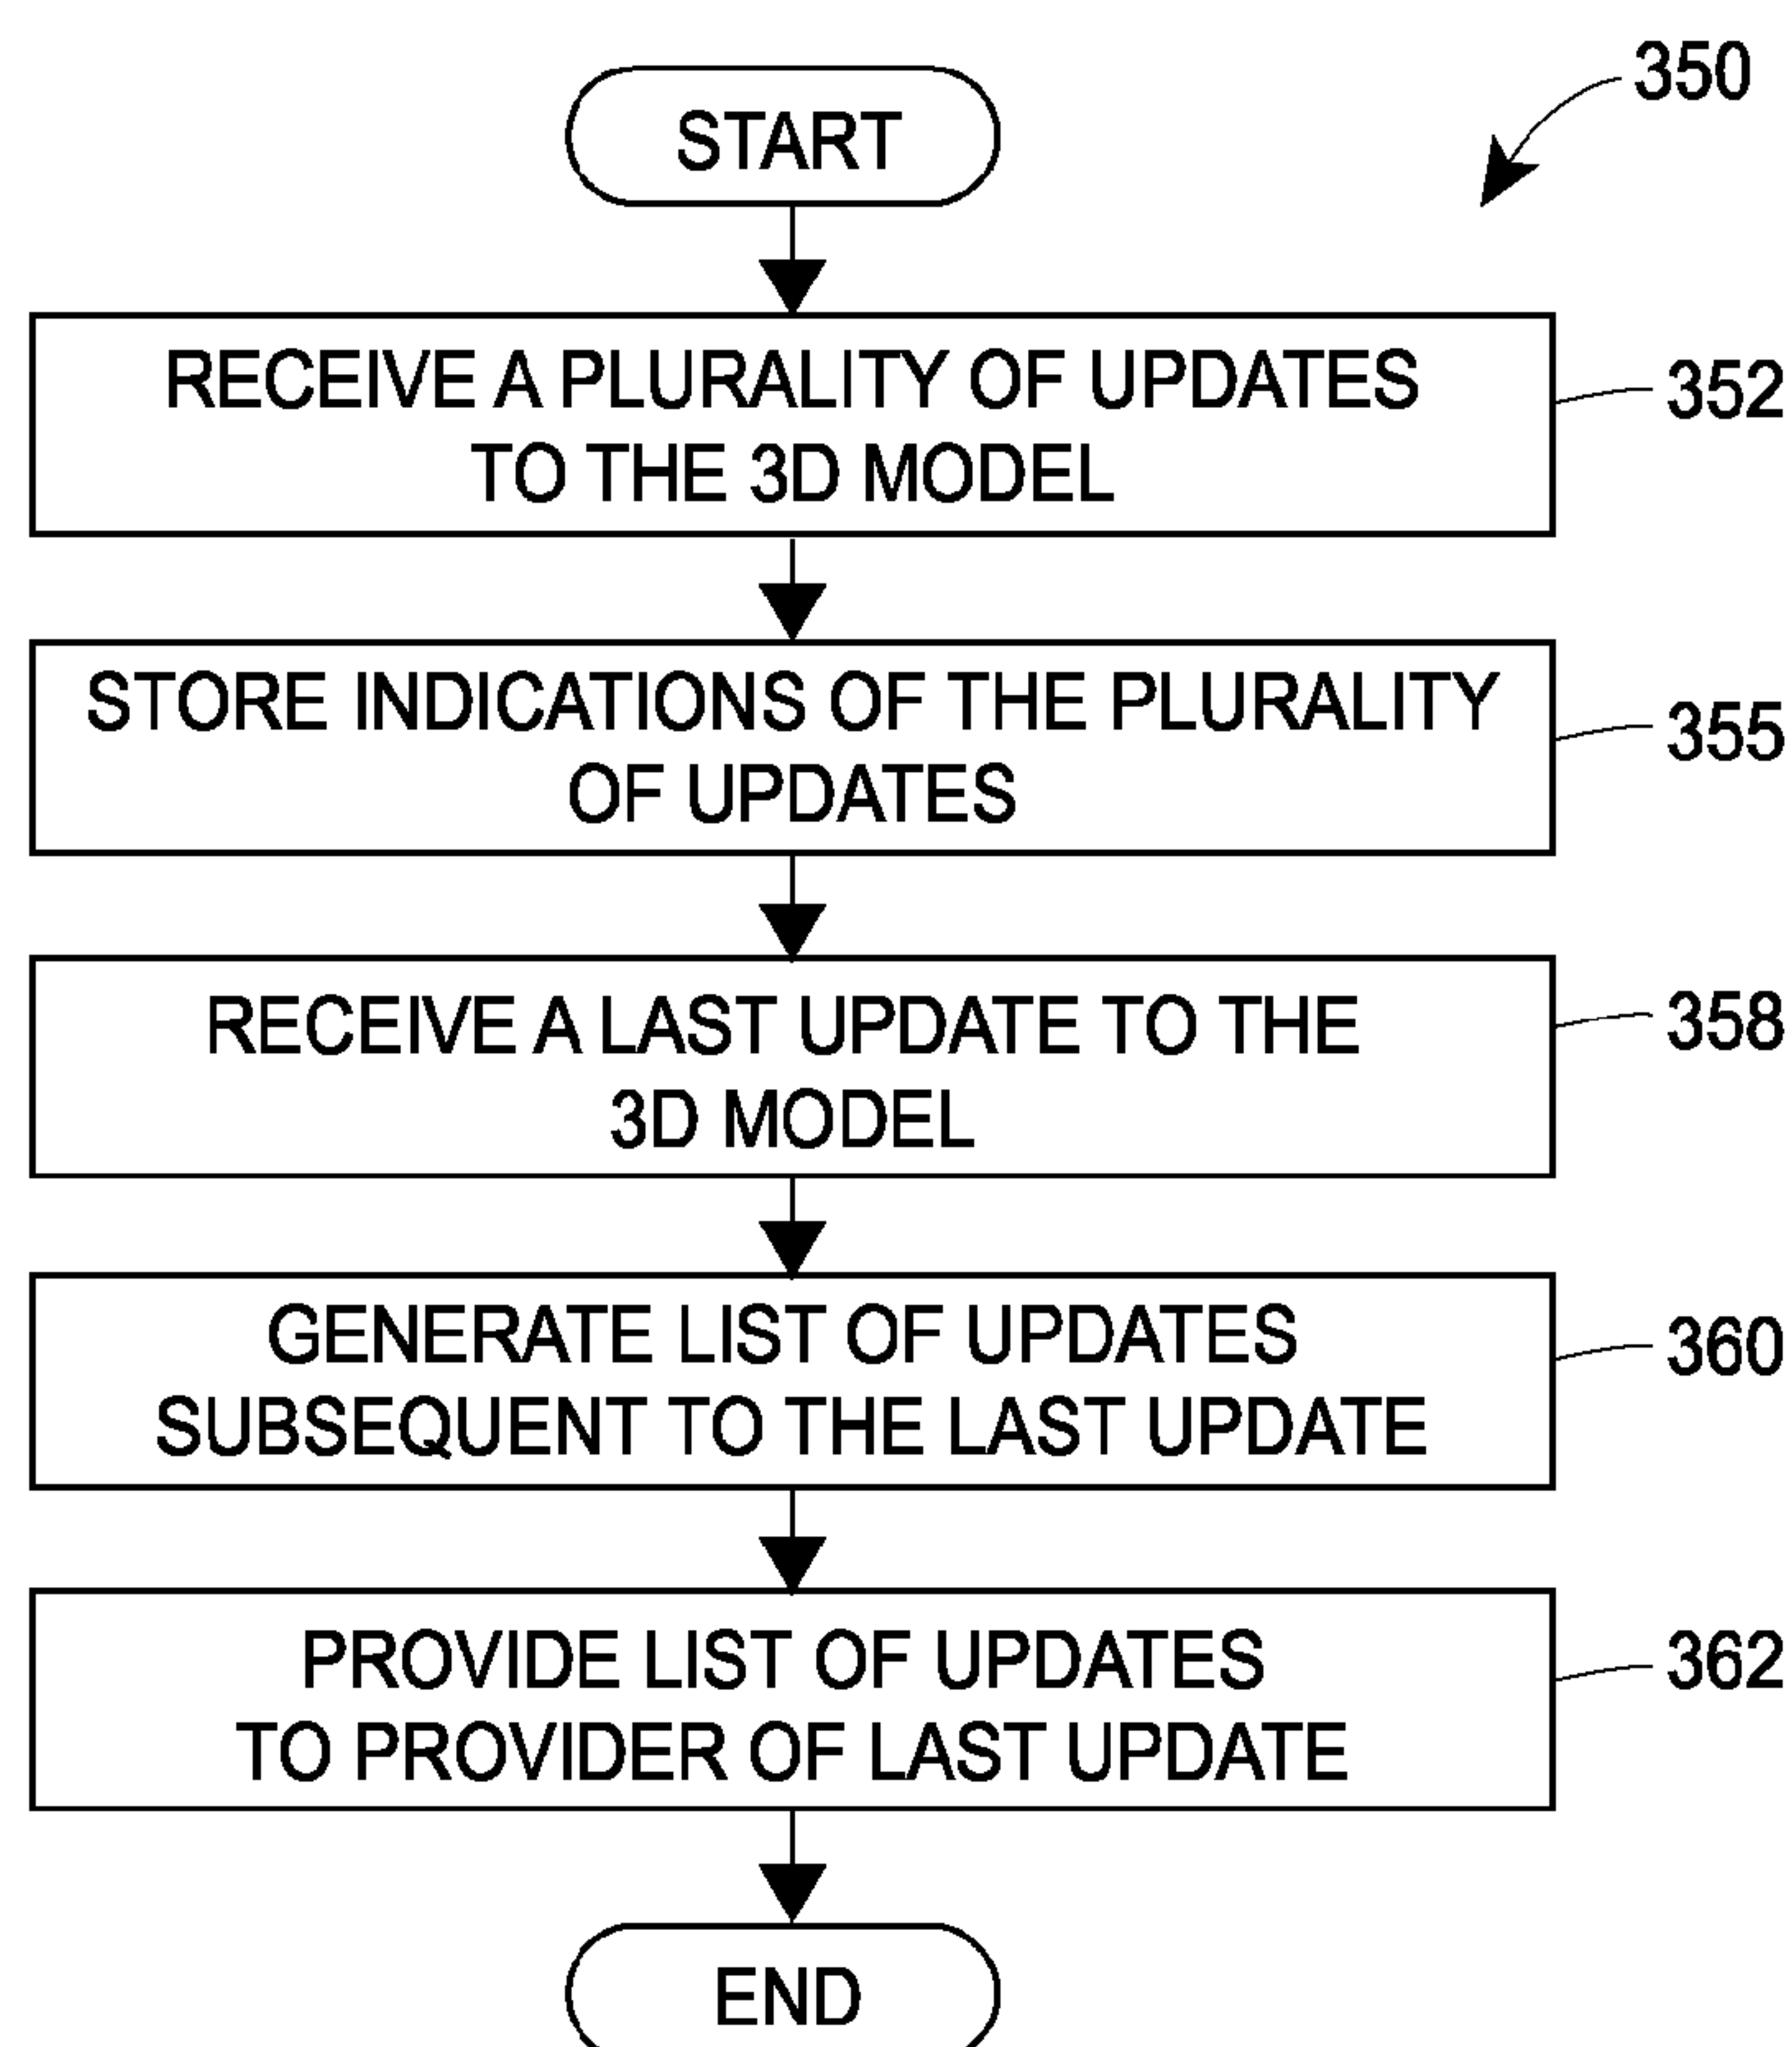 START
350
RECEIVE A PLURALITY OF UPDATES
TO THE 3D MODEL
352
STORE INDICATIONS OF THE PLURALITY
OF UPDATES
355
RECEIVE A LAST UPDATE TO THE
3D MODEL
358
GENERATE LIST OF UPDATES
SUBSEQUENT TO THE LAST UPDATE
360
PROVIDE LIST OF UPDATES
TO PROVIDER OF LAST UPDATE
362
END